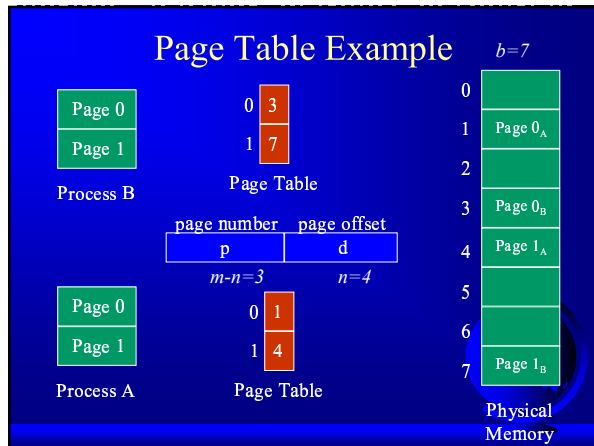 Page Table Example
b=7
Page 0
Page 1
Process B
0 3
1 7
Page Table
page number page offset
p d
m-n=3 n=4
Page 0
Page 1
Process A
0 1
1 4
Page Table
0
1 Page 0A
2
3 Page 0B
4 Page 1A
5
6
7 Page 1B
Physical
Memory